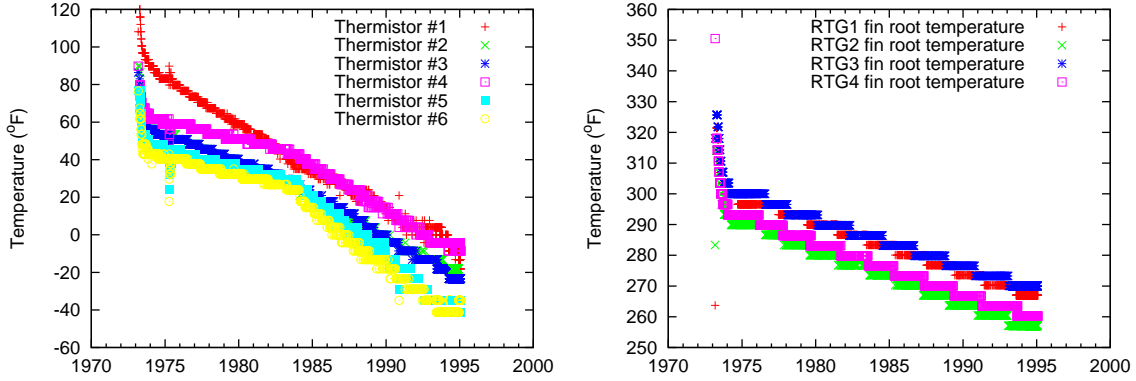 Thermistor #1
Thermistor #2
Thermistor #3
Thermistor #4
Thermistor #5
Thermistor #6
120
100
80
60
40
20
0
-20
-40
-60
Temperature (°F)
1970 1975 1980 1985 1990 1995 2000
RTG1 fin root temperature
RTG2 fin root temperature
RTG3 fin root temperature
RTG4 fin root temperature
360
350
340
330
320
310
300
290
280
270
260
250
Temperature (°F)
1970 1975 1980 1985 1990 1995 2000